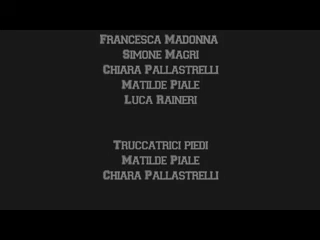 Francesca Madonna
Simone Magri
Chiara Pallastrelli
Matilde Piale
Luca Raineri
Truccatrici piedi
Matilde Piale
Chiara Pallastrelli